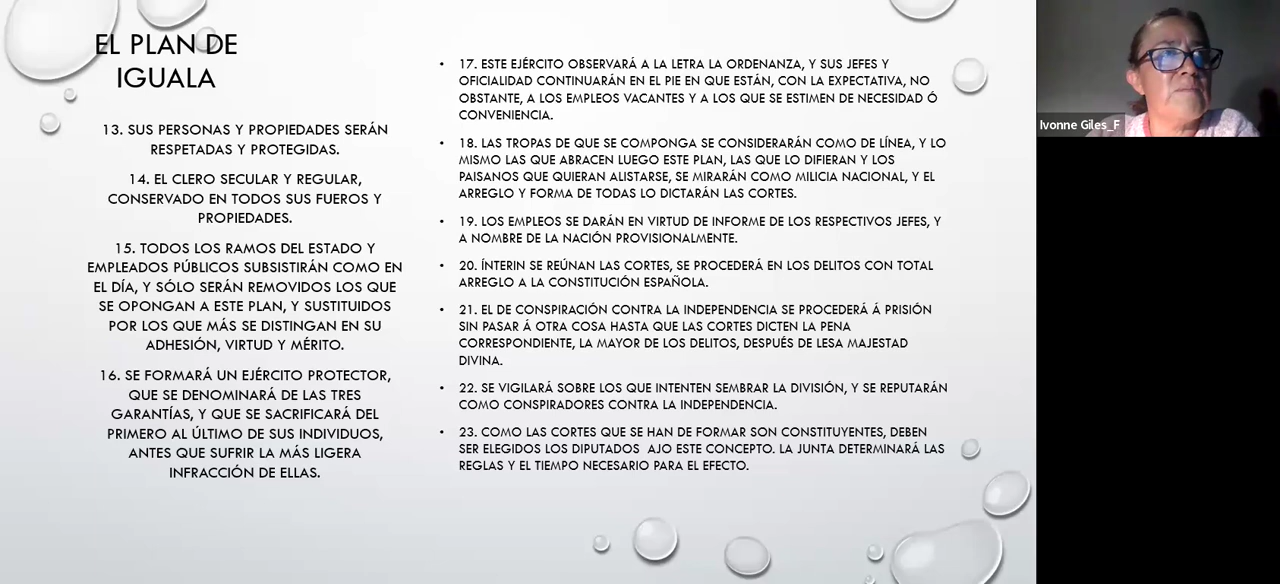 EL PLAN DE
IGUALA
13. SUS PERSONAS Y PROPIEDADES SERÁN
RESPETADAS Y PROTEGIDAS.
14. EL CLERO SECULAR Y REGULAR,
CONSERVADO EN TODOS SUS FUEROS Y
PROPIEDADES.
15. TODOS LOS RAMOS DEL ESTADO Y
EMPLEADOS PÚBLICOS SUBSISTIRÁN COMO EN
EL DÍA, Y SÓLO SERÁN REMOVIDOS LOS QUE
SE OPONGAN A ESTE PLAN, Y SUSTITUIDOS
POR LOS QUE MÁS SE DISTINGAN EN SU
ADHESIÓN, VIRTUD Y MÉRITO.
16. SE FORMARÁ UN EJÉRCITO PROTECTOR,
QUE SE DENOMINARÁ DE LAS TRES
GARANTÍAS, Y QUE SE SACRIFICARÁ DEL
PRIMERO AL ÚLTIMO DE SUS INDIVIDUOS,
ANTES QUE SUFRIR LA MÁS LIGERA
INFRACCIÓN DE ELLAS.
• 17. ESTE EJÉRCITO OBSERVARÁ A LA LETRA LA ORDENANZA, Y SUS JEFES Y
OFICIALIDAD CONTINUARÁN EN EL PIE EN QUE ESTÁN, CON LA EXPECTATIVA, NO
OBSTANTE, A LOS EMPLEOS VACANTES Y A LOS QUE SE ESTIMEN DE NECESIDAD Ó
CONVENIENCIA.
• 18. LAS TROPAS DE QUE SE COMPONGA SE CONSIDERARÁN COMO DE LÍNEA, Y LO
MISMO LAS QUE ABRACEN LUEGO ESTE PLAN, LAS QUE LO DIFIERAN Y LOS
PAISANOS QUE QUIERAN ALISTARSE, SE MIRARÁN COMO MILICIA NACIONAL, Y EL
ARREGLO Y FORMA DE TODAS LO DICTARÁN LAS CORTES.
• 19. LOS EMPLEOS SE DARÁN EN VIRTUD DE INFORME DE LOS RESPECTIVOS JEFES, Y
A NOMBRE DE LA NACIÓN PROVISIONALMENTE.
• 20. ÍNTERIN SE REÚNAN LAS CORTES, SE PROCEDERÁ EN LOS DELITOS CON TOTAL
ARREGLO A LA CONSTITUCIÓN ESPAÑOLA.
• 21. EL DE CONSPIRACIÓN CONTRA LA INDEPENDENCIA SE PROCEDERÁ Á PRISIÓN
SIN PASAR Á OTRA COSA HASTA QUE LAS CORTES DICTEN LA PENA
CORRESPONDIENTE, LA MAYOR DE LOS DELITOS, DESPUÉS DE LESA MAJESTAD
DIVINA.
• 22. SE VIGILARÁ SOBRE LOS QUE INTENTEN SEMBRAR LA DIVISIÓN, Y SE REPUTARÁN
COMO CONSPIRADORES CONTRA LA INDEPENDENCIA.
• 23. COMO LAS CORTES QUE SE HAN DE FORMAR SON CONSTITUYENTES, DEBEN
SER ELEGIDOS LOS DIPUTADOS AJO ESTE CONCEPTO. LA JUNTA DETERMINARÁ LAS
REGLAS Y EL TIEMPO NECESARIO PARA EL EFECTO.
Ivonne Giles_F